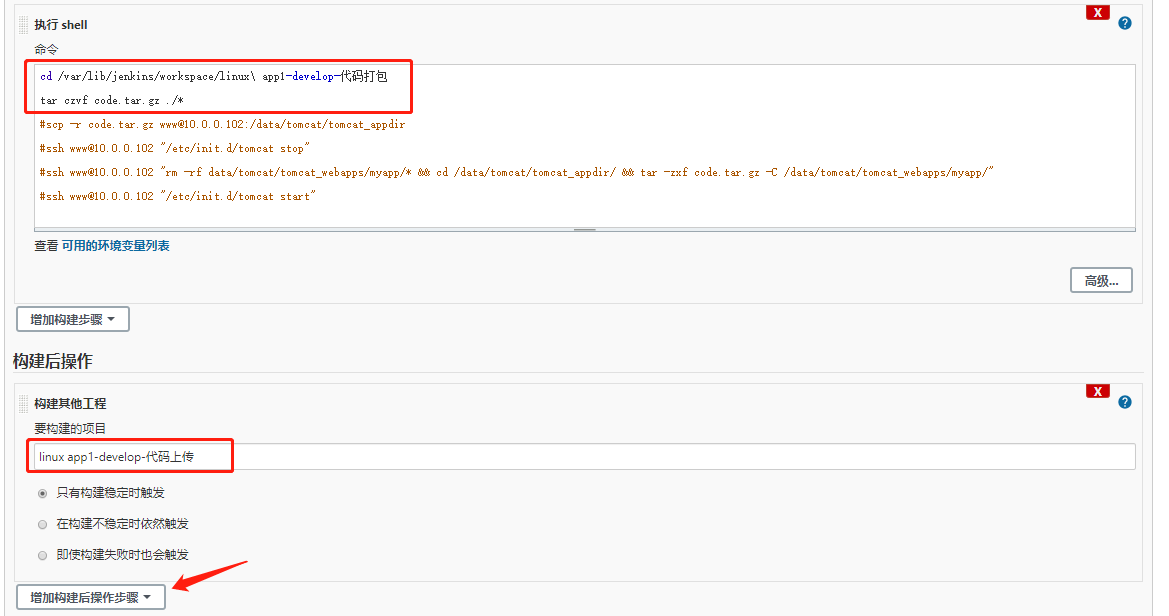 X
执行 shell
?
命令
cd /var/lib/jenkins/workspace/linux\ app1-develop-代码打包
tar czvf code.tar.gz ./*
#scp -r code.tar.gz www@10.0.0.102:/data/tomcat/tomcat_appdir
#ssh www@10.0.0.102 "/etc/init.d/tomcat stop"
#ssh www@10.0.0.102 "rm -rf data/tomcat/tomcat_webapps/myapp/* && cd /data/tomcat/tomcat_appdir/ && tar -zxf code.tar.gz -C /data/tomcat/tomcat_webapps/myapp/"
#ssh www@10.0.0.102 "/etc/init.d/tomcat start"
查看 可用的环境变量列表
高级...
增加构建步骤
构建后操作
X
构建其他工程
?
要构建的项目
linux app1-develop-代码上传
只有构建稳定时触发
在构建不稳定时依然触发
即使构建失败时也会触发
增加构建后操作步骤